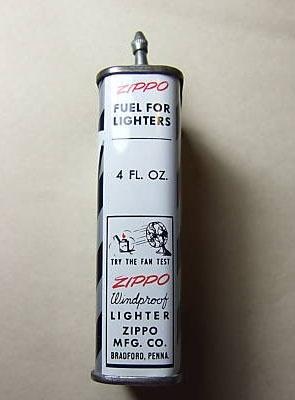 ZIPPO
FUEL FOR
LIGHTERS
4 FL. OZ.
TRY THE FAN TEST
ZIPPO
Windproof
LIGHTER
ZIPPO
MFG. CO.
BRADFORD, PENNA.